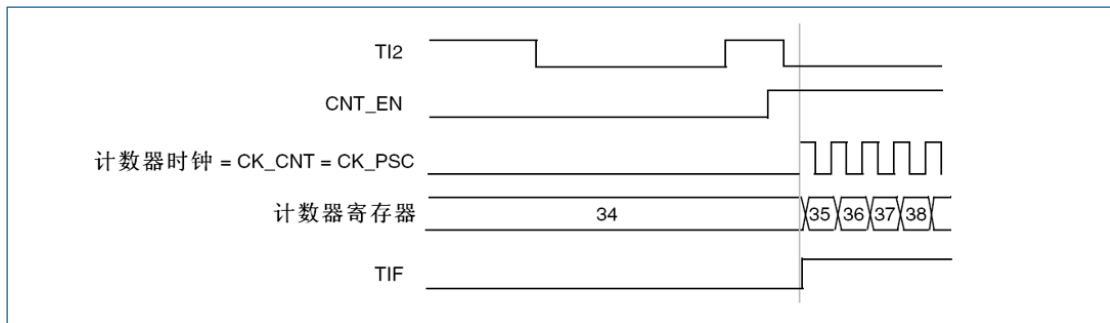 TI2
CNT_EN
计数器时钟 = CK_CNT = CK_PSC
计数器寄存器 34 35 36 37 38
TIF